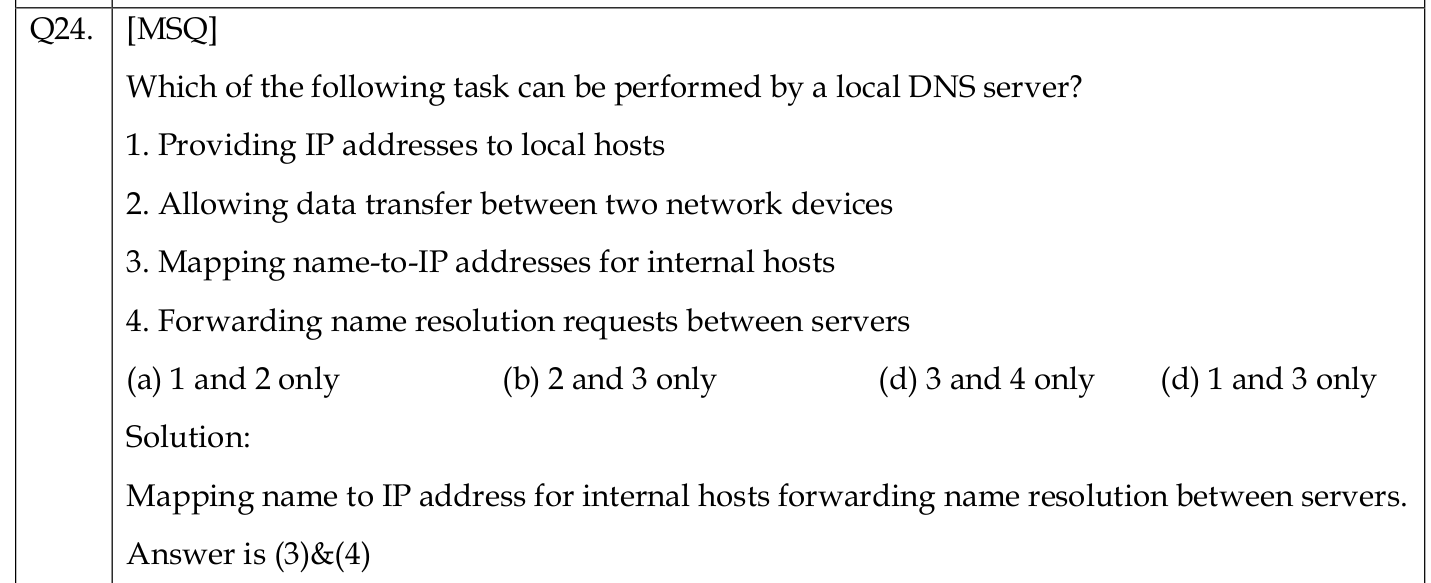 Q24. [MSQ]
Which of the following task can be performed by a local DNS server?
1. Providing IP addresses to local hosts
2. Allowing data transfer between two network devices
3. Mapping name-to-IP addresses for internal hosts
4. Forwarding name resolution requests between servers
(a) 1 and 2 only (b) 2 and 3 only (d) 3 and 4 only (d) 1 and 3 only
Solution:
Mapping name to IP address for internal hosts forwarding name resolution between servers.
Answer is (3)&(4)